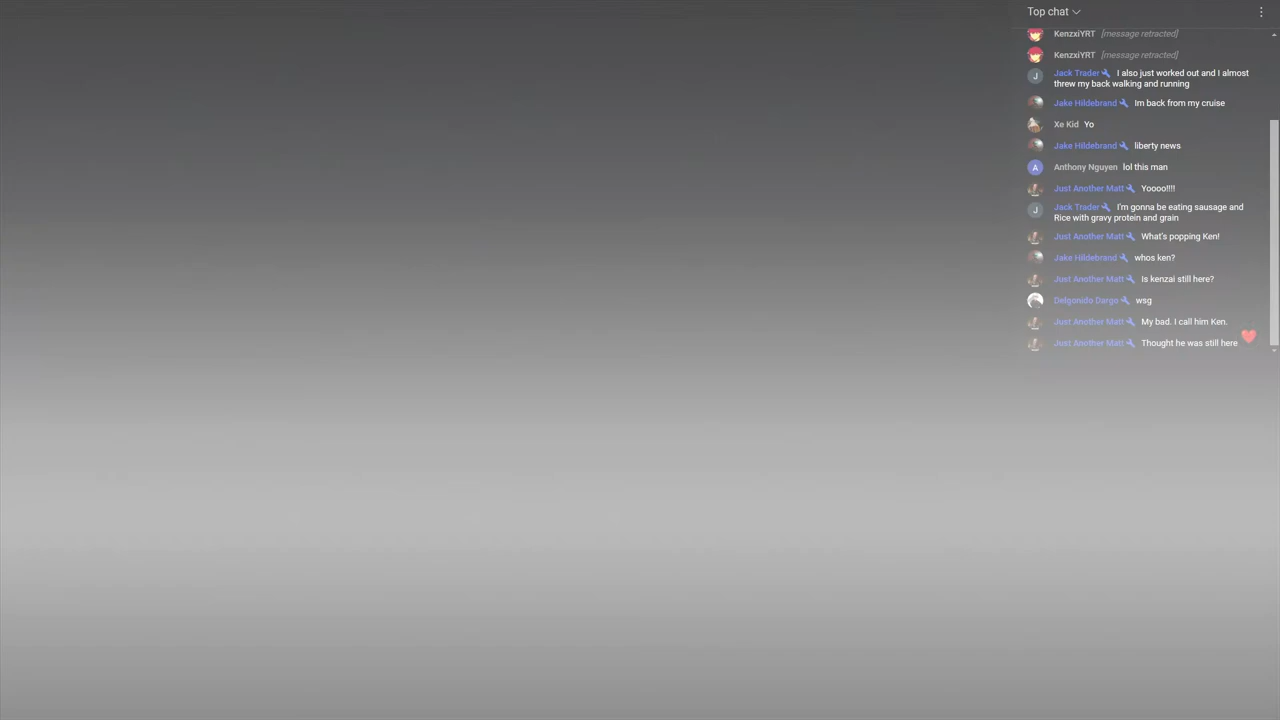 Top chat
KenzxiYRT [message retracted]
KenzxiYRT [message retracted]
J Jack Trader I also just worked out and I almost
threw my back walking and running
Jake Hildebrand Im back from my cruise
Xe Kid Yo
Jake Hildebrand liberty news
A Anthony Nguyen lol this man
Just Another Matt Yoooo!!!!
J Jack Trader I'm gonna be eating sausage and
Rice with gravy protein and grain
Just Another Matt What's popping Ken!
Jake Hildebrand whos ken?
Just Another Matt Is kenzai still here?
Delgonido Dargo wsg
Just Another Matt My bad. I call him Ken.
Just Another Matt Thought he was still here